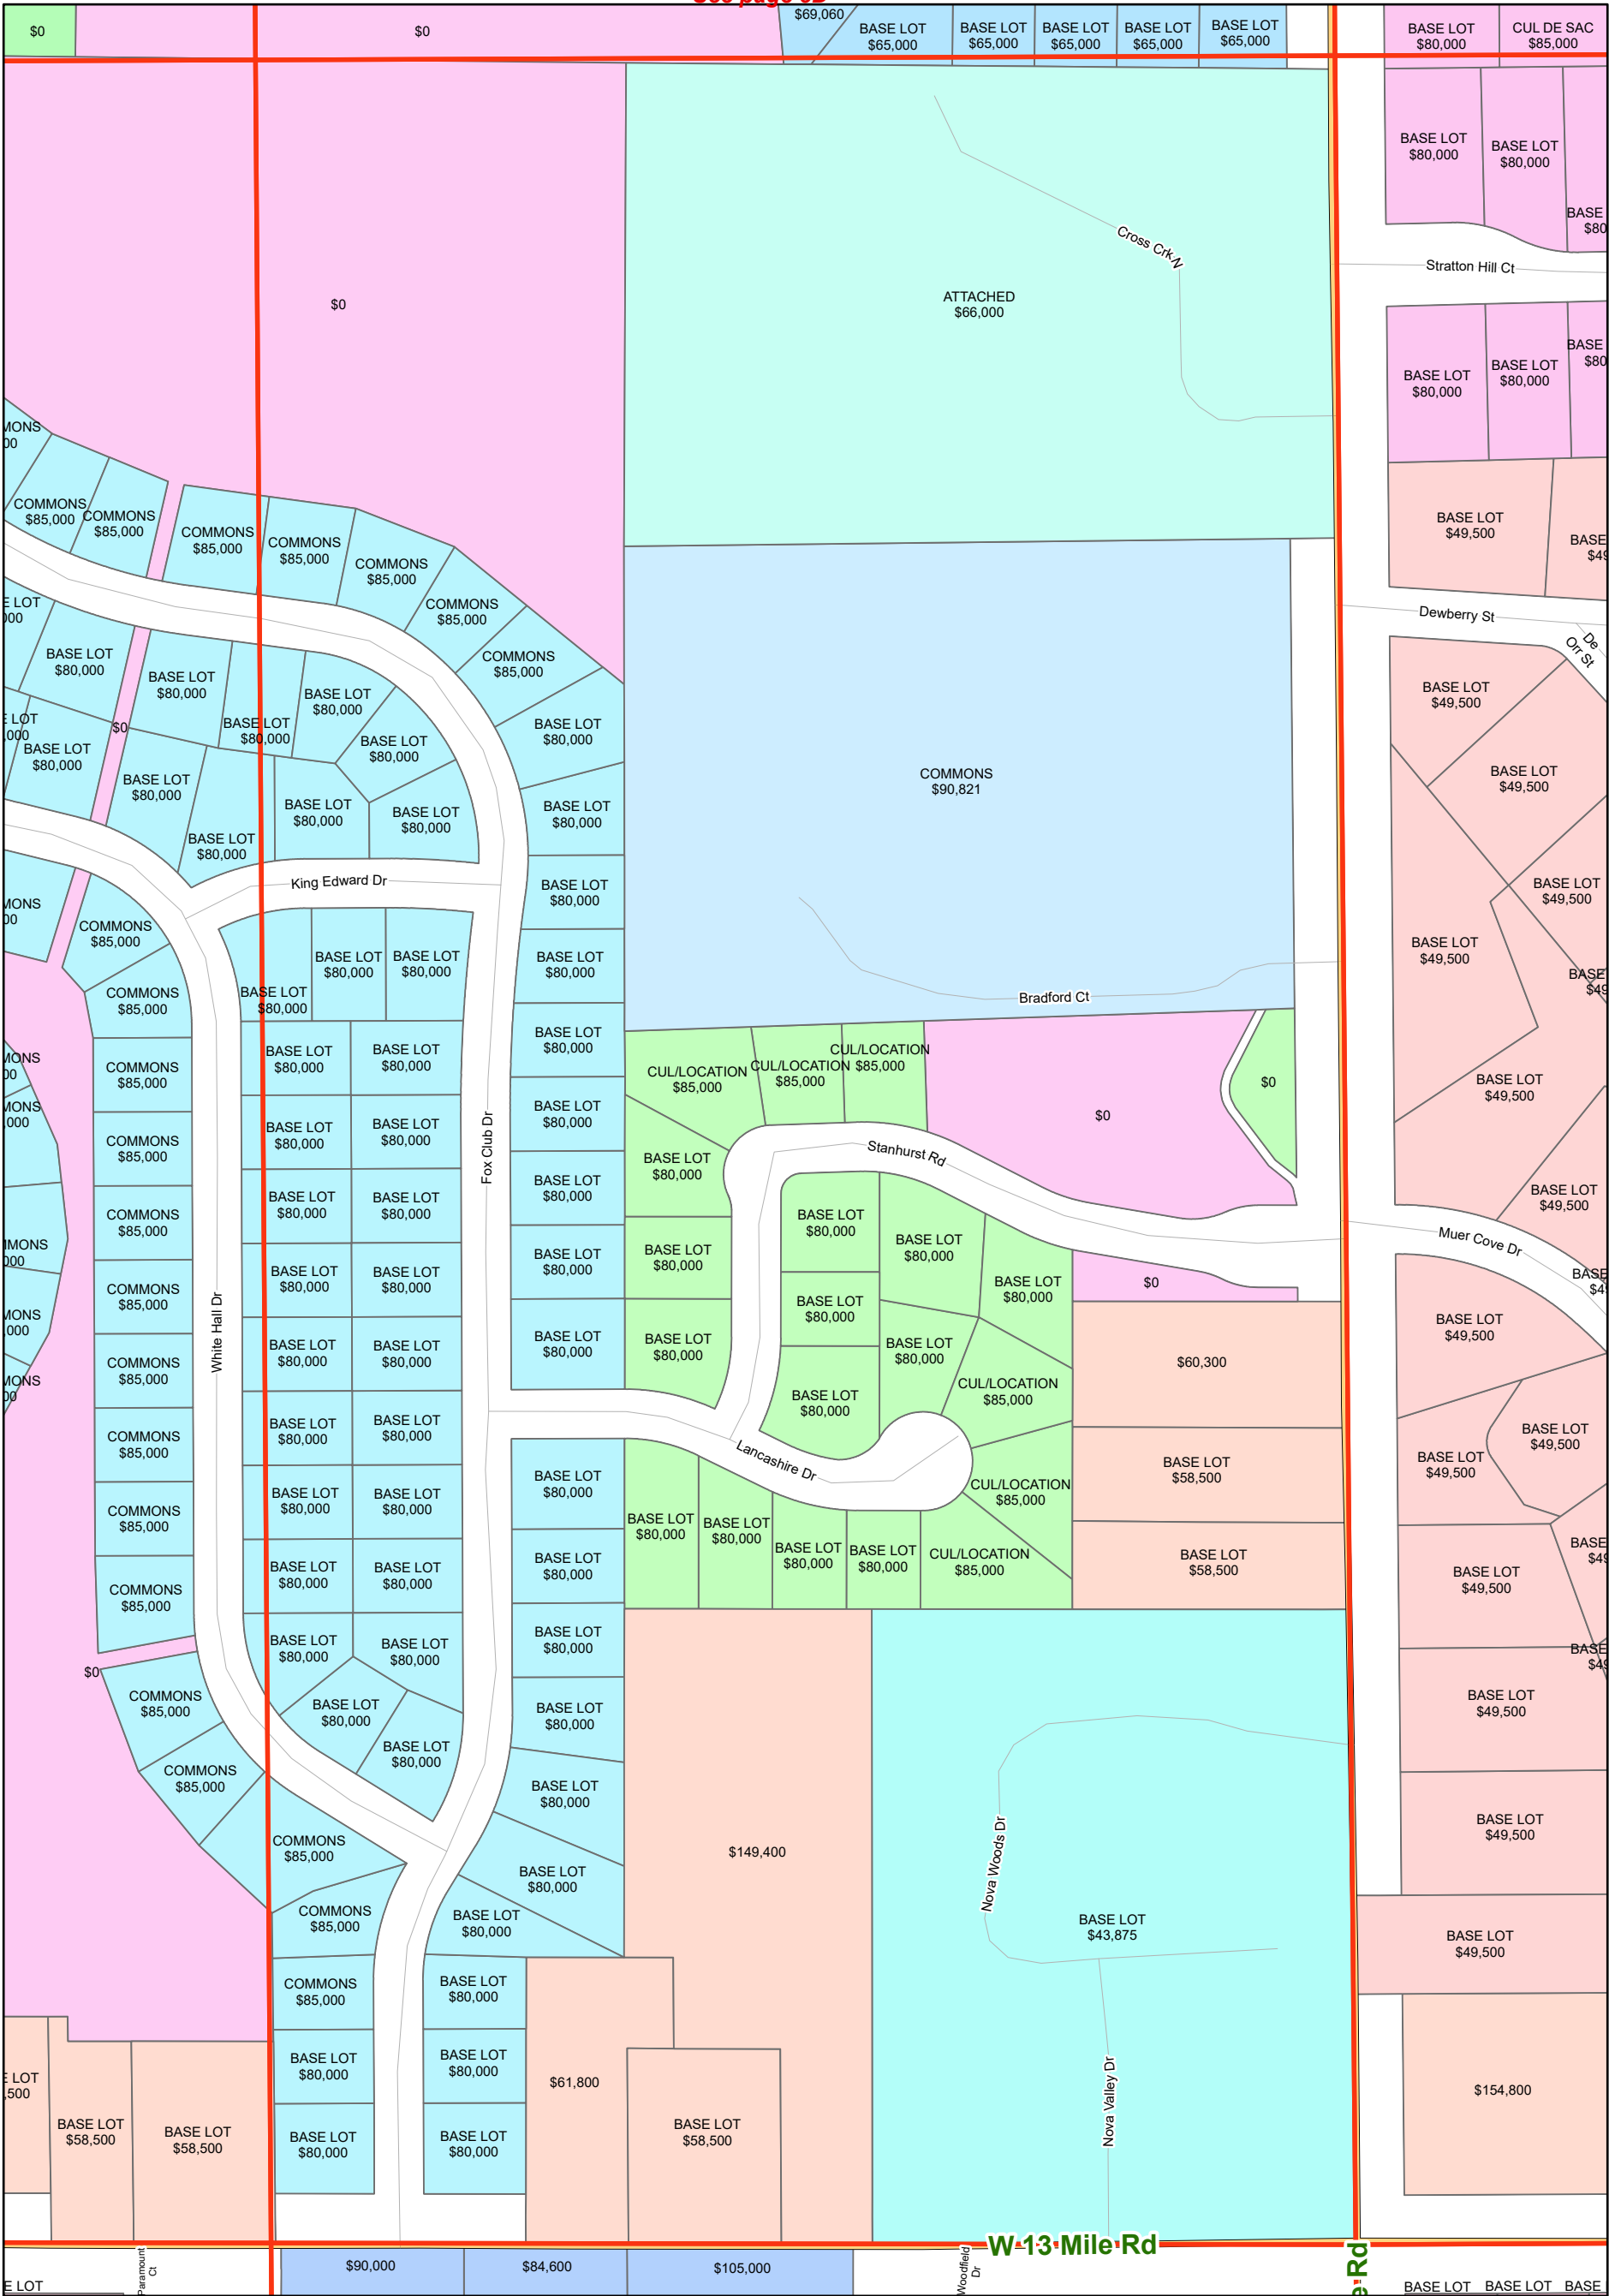 $0
$0
$69,060
BASE LOT
$65,000
BASE LOT
$65,000
BASE LOT
$65,000
BASE LOT
$65,000
BASE LOT
$65,000
BASE LOT
$80,000
CUL DE SAC
$85,000
BASE LOT
$80,000
BASE LOT
$80,000
BASE
$80
Cross Crk N
Stratton Hill Ct
$0
ATTACHED
$66,000
BASE LOT
$80,000
BASE LOT
$80,000
BASE
$80
COMMONS
$85,000
COMMONS
$85,000
COMMONS
$85,000
COMMONS
$85,000
COMMONS
$85,000
COMMONS
$85,000
COMMONS
$85,000
BASE LOT
$49,500
BASE
Dewberry St
De
Orr St
BASE LOT
$80,000
BASE LOT
$80,000
BASE LOT
$80,000
BASE LOT
$80,000
BASE LOT
$80,000
BASE LOT
$80,000
$0
BASE LOT
$80,000
BASE LOT
$80,000
BASE LOT
$80,000
BASE LOT
$80,000
BASE LOT
$80,000
BASE LOT
$80,000
COMMONS
$90,821
BASE LOT
$49,500
BASE LOT
$49,500
BASE LOT
$49,500
BASE LOT
$49,500
King Edward Dr
BASE LOT
$80,000
COMMONS
$85,000
BASE LOT
$80,000
BASE LOT
$80,000
BASE LOT
$80,000
BASE LOT
$80,000
COMMONS
$85,000
Bradford Ct
BASE LOT
$80,000
BASE LOT
$80,000
BASE LOT
$80,000
COMMONS
$85,000
CUL/LOCATION
$85,000
CUL/LOCATION
$85,000
CUL/LOCATION
$85,000
$0
$0
BASE LOT
$49,500
BASE LOT
$80,000
BASE LOT
$80,000
BASE LOT
$80,000
COMMONS
$85,000
Fox Club Dr
Stanhurst Rd
BASE LOT
$80,000
BASE LOT
$80,000
BASE LOT
$80,000
BASE LOT
$80,000
COMMONS
$85,000
BASE LOT
$80,000
BASE LOT
$80,000
BASE LOT
$49,500
Muer Cove Dr
BASE LOT
$80,000
BASE LOT
$80,000
BASE LOT
$80,000
BASE LOT
$80,000
BASE LOT
$80,000
$0
COMMONS
$85,000
White Hall Dr
BASE LOT
$80,000
BASE LOT
$80,000
BASE LOT
$80,000
BASE LOT
$80,000
BASE LOT
$80,000
BASE LOT
$80,000
$60,300
BASE LOT
$49,500
COMMONS
$85,000
BASE LOT
$80,000
BASE LOT
$80,000
BASE LOT
$80,000
CUL/LOCATION
$85,000
COMMONS
$85,000
Lancashire Dr
BASE LOT
$80,000
BASE LOT
$80,000
BASE LOT
$80,000
CUL/LOCATION
$85,000
BASE LOT
$58,500
BASE LOT
$49,500
BASE LOT
$49,500
COMMONS
$85,000
BASE LOT
$80,000
BASE LOT
$80,000
BASE LOT
$80,000
BASE LOT
$80,000
BASE LOT
$80,000
BASE LOT
$80,000
BASE LOT
$80,000
CUL/LOCATION
$85,000
BASE LOT
$58,500
BASE LOT
$49,500
COMMONS
$85,000
BASE LOT
$80,000
BASE LOT
$80,000
BASE LOT
$80,000
$0
COMMONS
$85,000
BASE LOT
$80,000
BASE LOT
$80,000
BASE LOT
$80,000
BASE LOT
$49,500
COMMONS
$85,000
BASE LOT
$80,000
COMMONS
$85,000
BASE LOT
$80,000
$149,400
Nova Woods Dr
BASE LOT
$49,500
COMMONS
$85,000
BASE LOT
$80,000
BASE LOT
$43,875
BASE LOT
$49,500
COMMONS
$85,000
BASE LOT
$80,000
BASE LOT
$80,000
BASE LOT
$80,000
$61,800
Nova Valley Dr
$154,800
BASE LOT
$58,500
BASE LOT
$58,500
BASE LOT
$80,000
BASE LOT
$80,000
BASE LOT
$58,500
W 13 Mile Rd
Rd
Paramount
Ct
$90,000
$84,600
$105,000
Woodfield
Dr
BASE LOT
BASE LOT
BASE